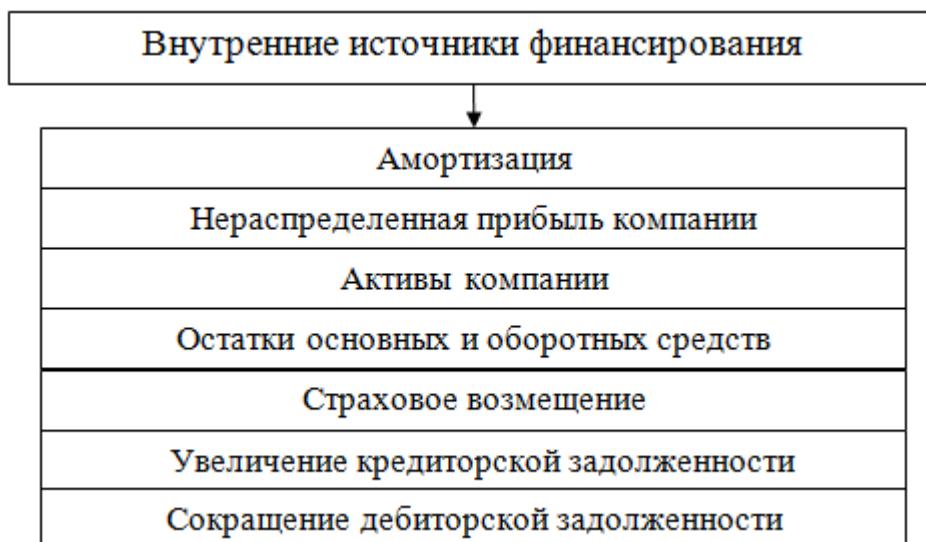 Внутренние источники финансирования
Амортизация
Нераспределенная прибыль компании
Активы компании
Остатки основных и оборотных средств
Страховое возмещение
Увеличение кредиторской задолженности
Сокращение дебиторской задолженности